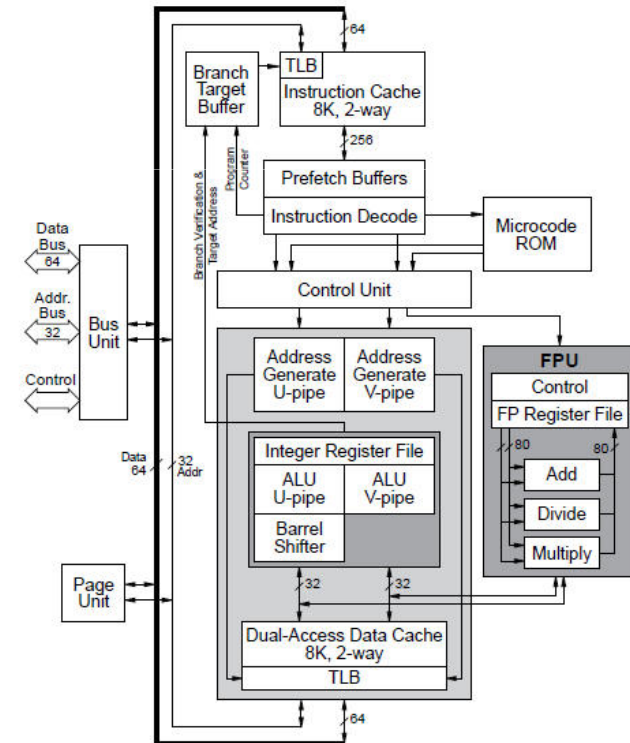 64
Branch
Target
Buffer
TLB
Instruction Cache
8K, 2-way
256
Branch Verification &
Target Address
Program
Counter
Prefetch Buffers
Instruction Decode
Microcode
ROM
Control Unit
Data
Bus
64
Addr.
Bus
32
Control
Bus
Unit
Address
Generate
U-pipe
Address
Generate
V-pipe
FPU
Control
FP Register File
80
80
Add
Divide
Multiply
Integer Register File
ALU
U-pipe
ALU
V-pipe
Barrel
Shifter
Data
64
32
Addr
32
32
Page
Unit
Dual-Access Data Cache
8K, 2-way
TLB
64